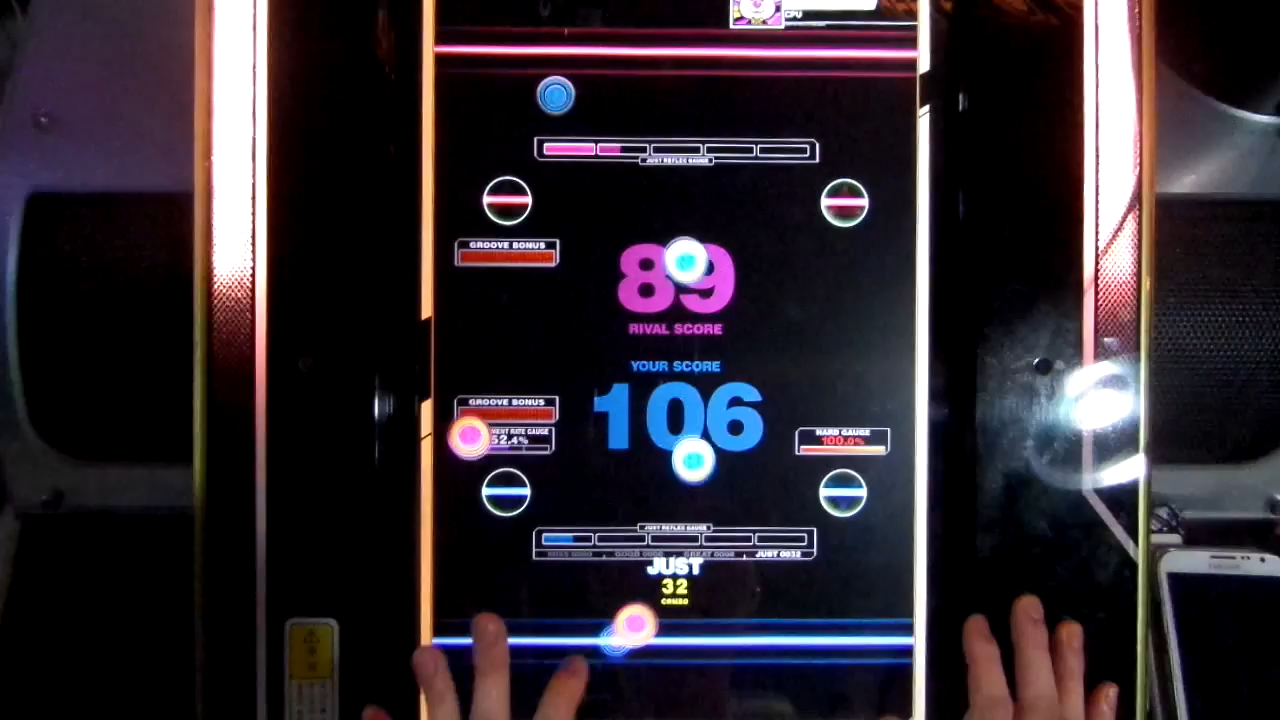 CPU
JUST REFLEC GAUGE
GROOVE BONUS
89
RIVAL SCORE
YOUR SCORE
106
GROOVE BONUS
52.4%
HARD GAUGE
100.0%
JUST REFLEC GAUGE
JUST 0032
JUST
32
COMBO